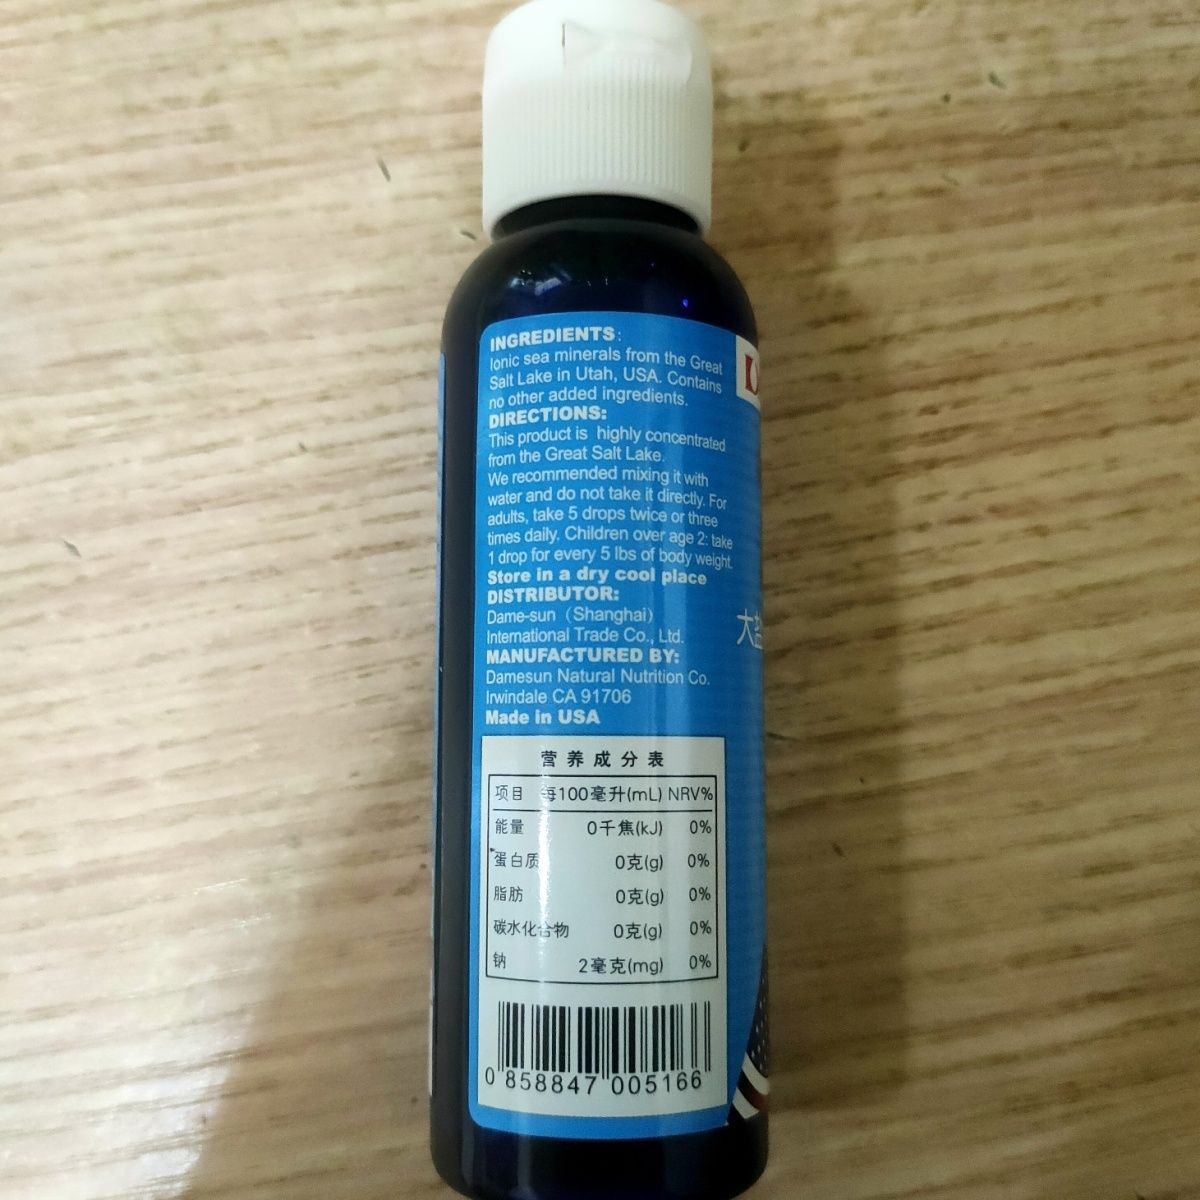 INGREDIENTS:
Ionic sea minerals from the Great
Salt Lake in Utah, USA. Contains
no other added ingredients.
DIRECTIONS:
This product is highly concentrated
from the Great Salt Lake.
We recommended mixing it with
water and do not take it directly. For
adults, take 5 drops twice or three
times daily. Children over age 2: take
1 drop for every 5 lbs of body weight
Store in a dry cool place
DISTRIBUTOR:
Dame-sun（Shanghai）
International Trade Co., Ltd.
MANUFACTURED BY:
Damesun Natural Nutrition Co.
Irwindale CA 91706
Made in USA
营养成分表
项目 每100毫升(mL) NRV%
能量 0千焦(kJ) 0%
蛋白质 0克(g) 0%
脂肪 0克(g) 0%
碳水化合物 0克(g) 0%
钠 2毫克(mg) 0%
0 858847 005166
大盐